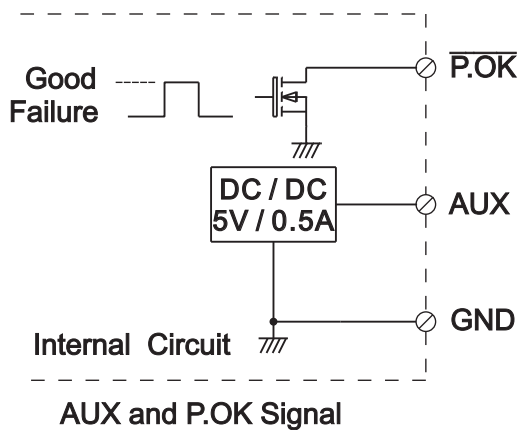 P.OK
Good
Failure
DC / DC
5V / 0.5A
AUX
GND
Internal Circuit
AUX and P.OK Signal